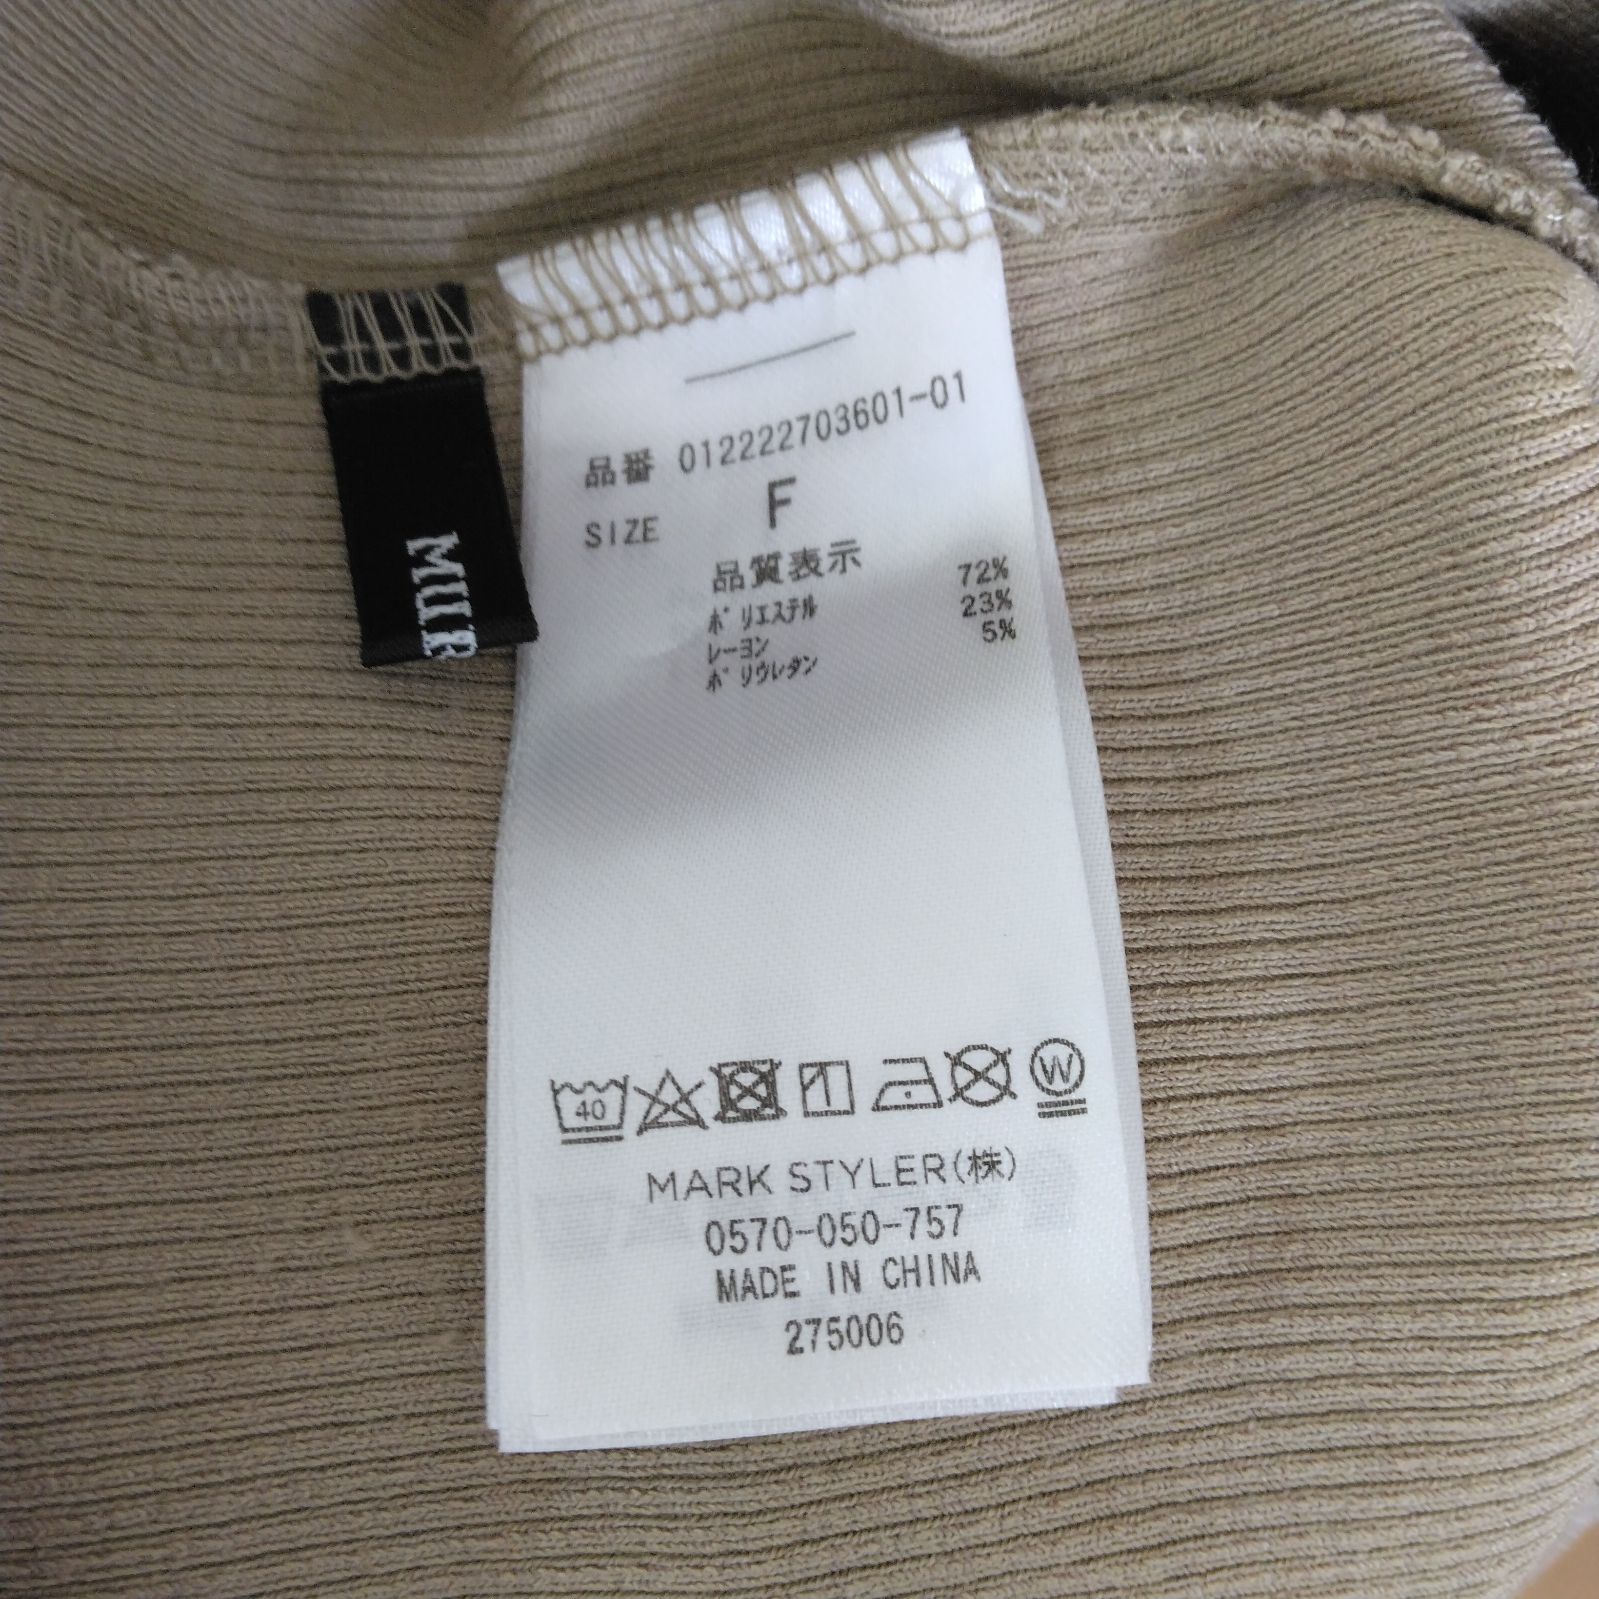 MUR
品番 012222703601-01
SIZE F
品質表示
ポリエステル 72%
レーヨン 23%
ポリウレタン 5%
40
W
MARK STYLER(株)
0570-050-757
MADE IN CHINA
275006